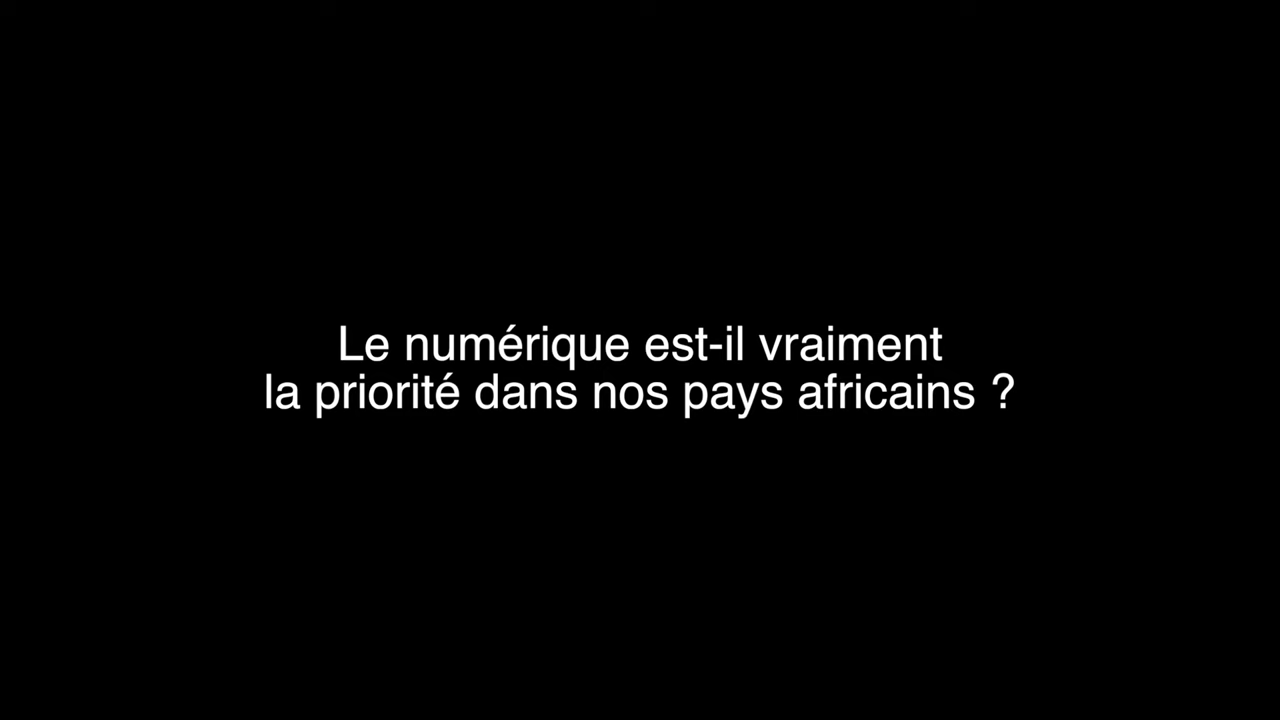 Le numérique est-il vraiment
la priorité dans nos pays africains ?